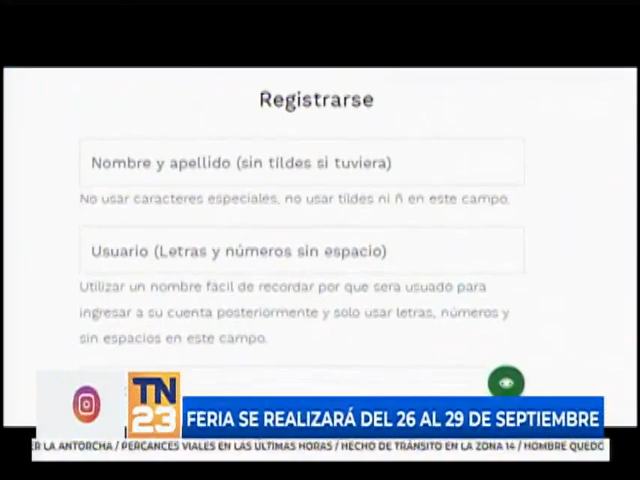 Registrarse
Nombre y apellido (sin tildes si tuviera)
No usar caracteres especiales, no usar tildes ni ñ en este campo.
Usuario (Letras y números sin espacio)
Utilizar un nombre fácil de recordar por que sera usado para
ingresar a su cuenta posteriormente y solo usar letras, números y
sin espacios en este campo.
TN
23
FERIA SE REALIZARÁ DEL 26 AL 29 DE SEPTIEMBRE
ER LA ANTORCHA / PERCANCES VIALES EN LAS ÚLTIMAS HORAS / HECHO DE TRÁNSITO EN LA ZONA 14 / HOMBRE QUEDÓ